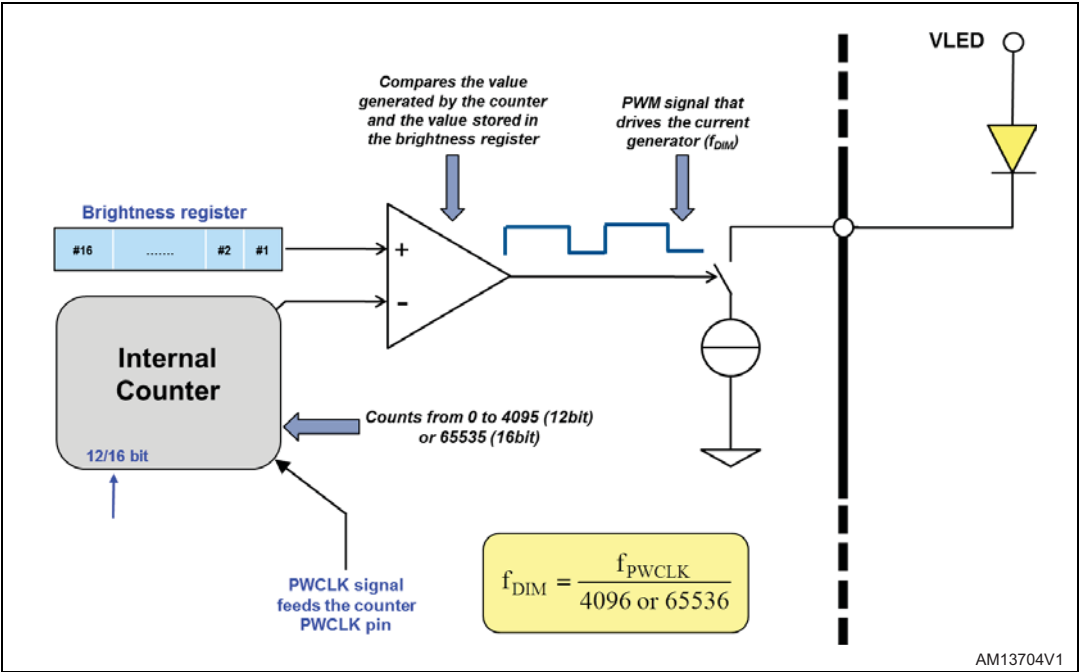 VLED
Compares the value
generated by the counter
and the value stored in
the brightness register
PWM signal that
drives the current
generator (fDIM)
Brightness register
#16 ....... #2 #1
+
-
Internal
Counter
12/16 bit
Counts from 0 to 4095 (12bit)
or 65535 (16bit)
PWCLK signal
feeds the counter
PWCLK pin
fDIM = fPWCLK / 4096 or 65536
AM13704V1